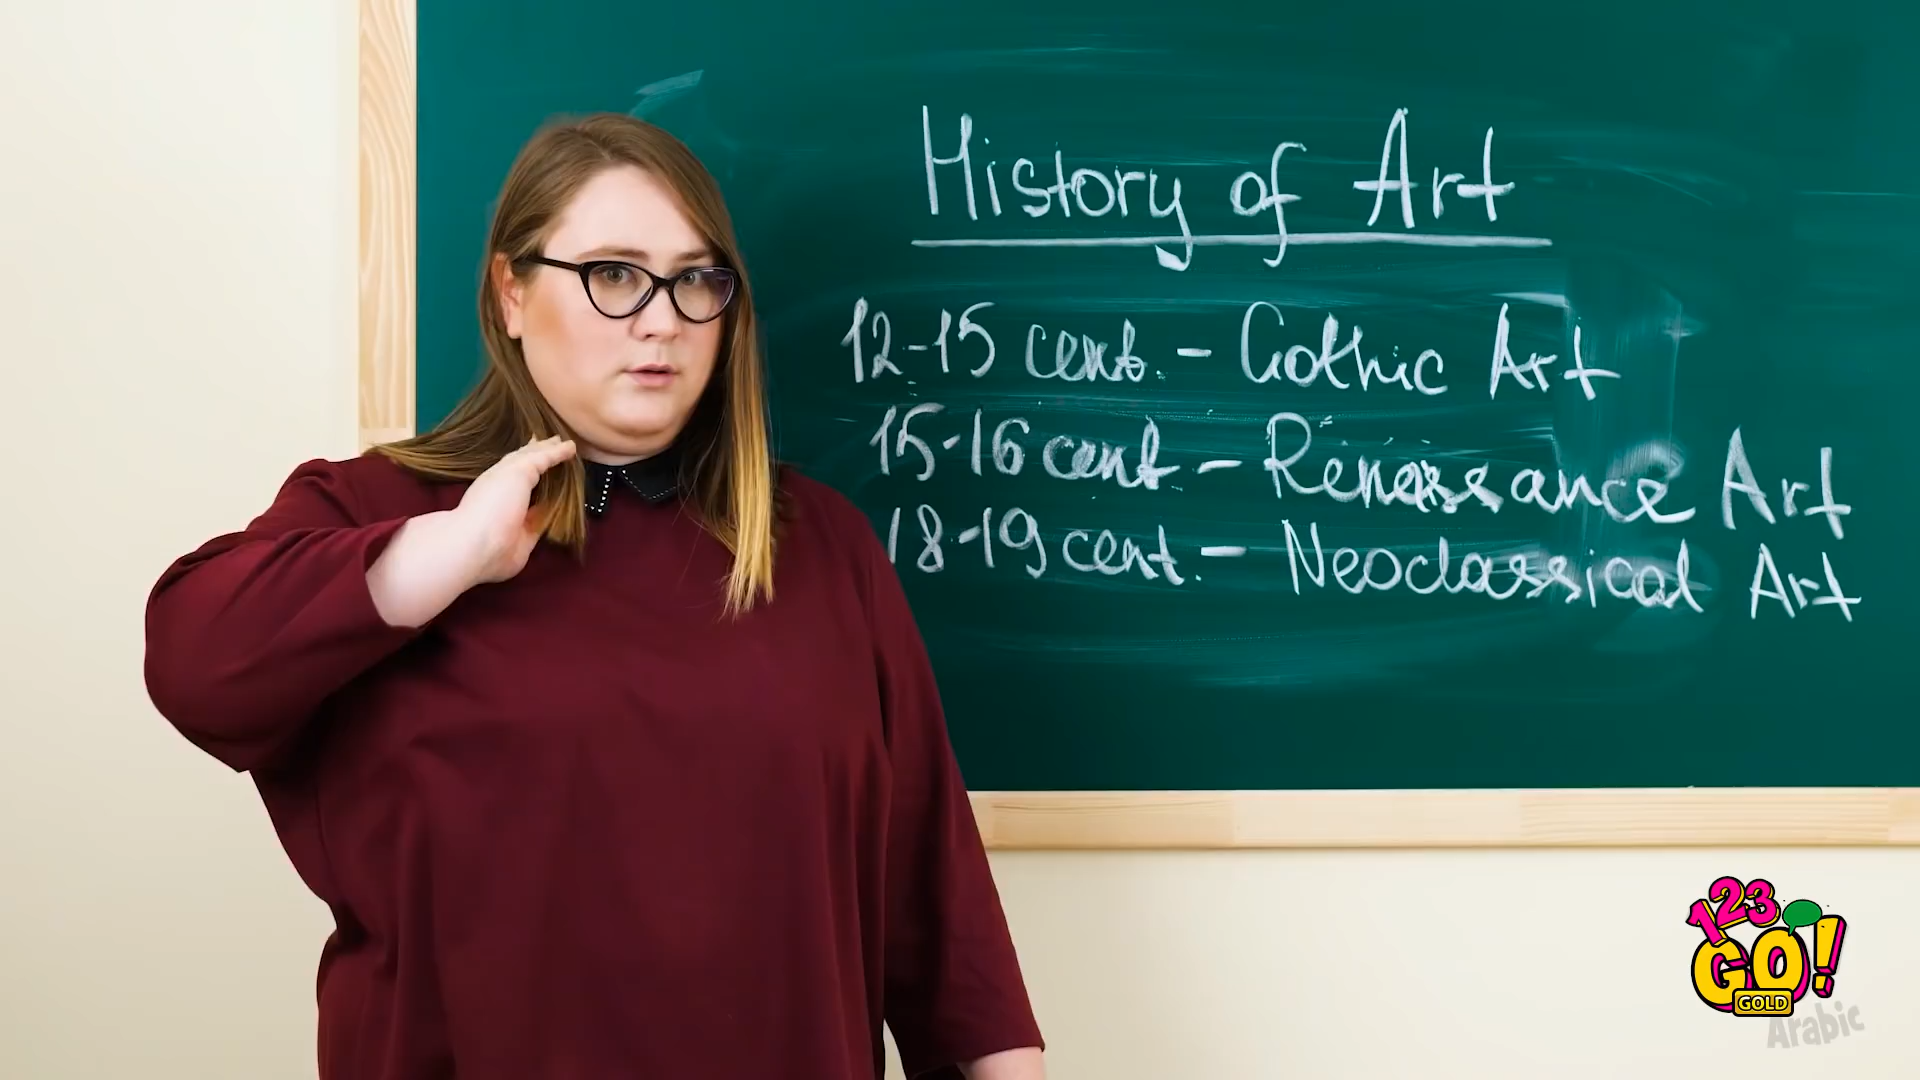 History of Art
12-15 cent. - Gothic Art
15-16 cent - Renaissance Art
18-19 cent. - Neoclassical Art
123
GO!
GOLD
Arabic